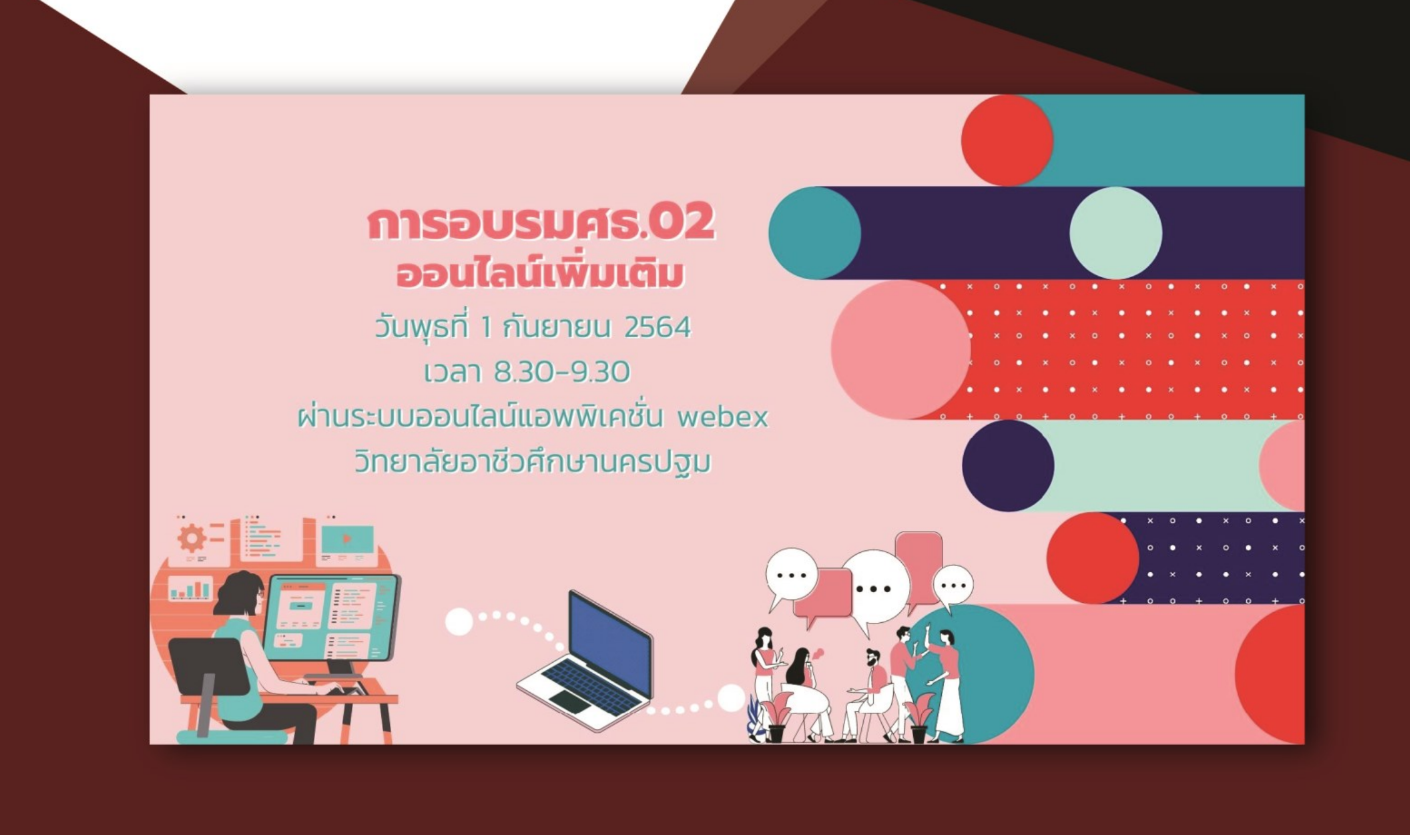 การอบรมศธ.02
ออนไลน์เพิ่มเติม
วันพุธที่ 1 กันยายน 2564
เวลา 8.30-9.30
ผ่านระบบออนไลน์แอพพิเคชั่น webex
วิทยาลัยอาชีวศึกษานครปฐม